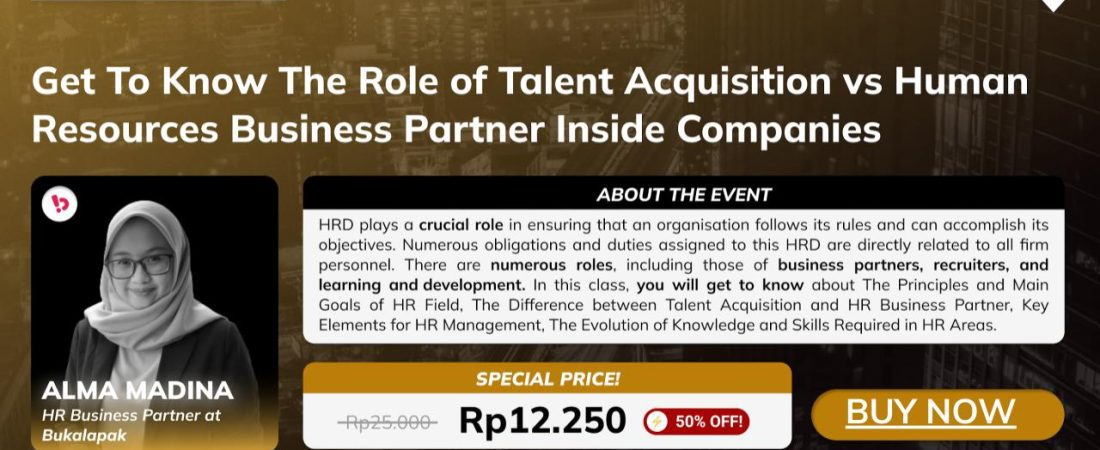 Get To Know The Role of Talent Acquisition vs Human
Resources Business Partner Inside Companies
ABOUT THE EVENT
HRD plays a crucial role in ensuring that an organisation follows its rules and can accomplish its
objectives. Numerous obligations and duties assigned to this HRD are directly related to all firm
personnel. There are numerous roles, including those of business partners, recruiters, and
learning and development. In this class, you will get to know about The Principles and Main
Goals of HR Field, The Difference between Talent Acquisition and HR Business Partner, Key
Elements for HR Management, The Evolution of Knowledge and Skills Required in HR Areas.
ALMA MADINA
HR Business Partner at
Bukalapak
SPECIAL PRICE!
Rp25.000 Rp12.250 50% OFF!
BUY NOW